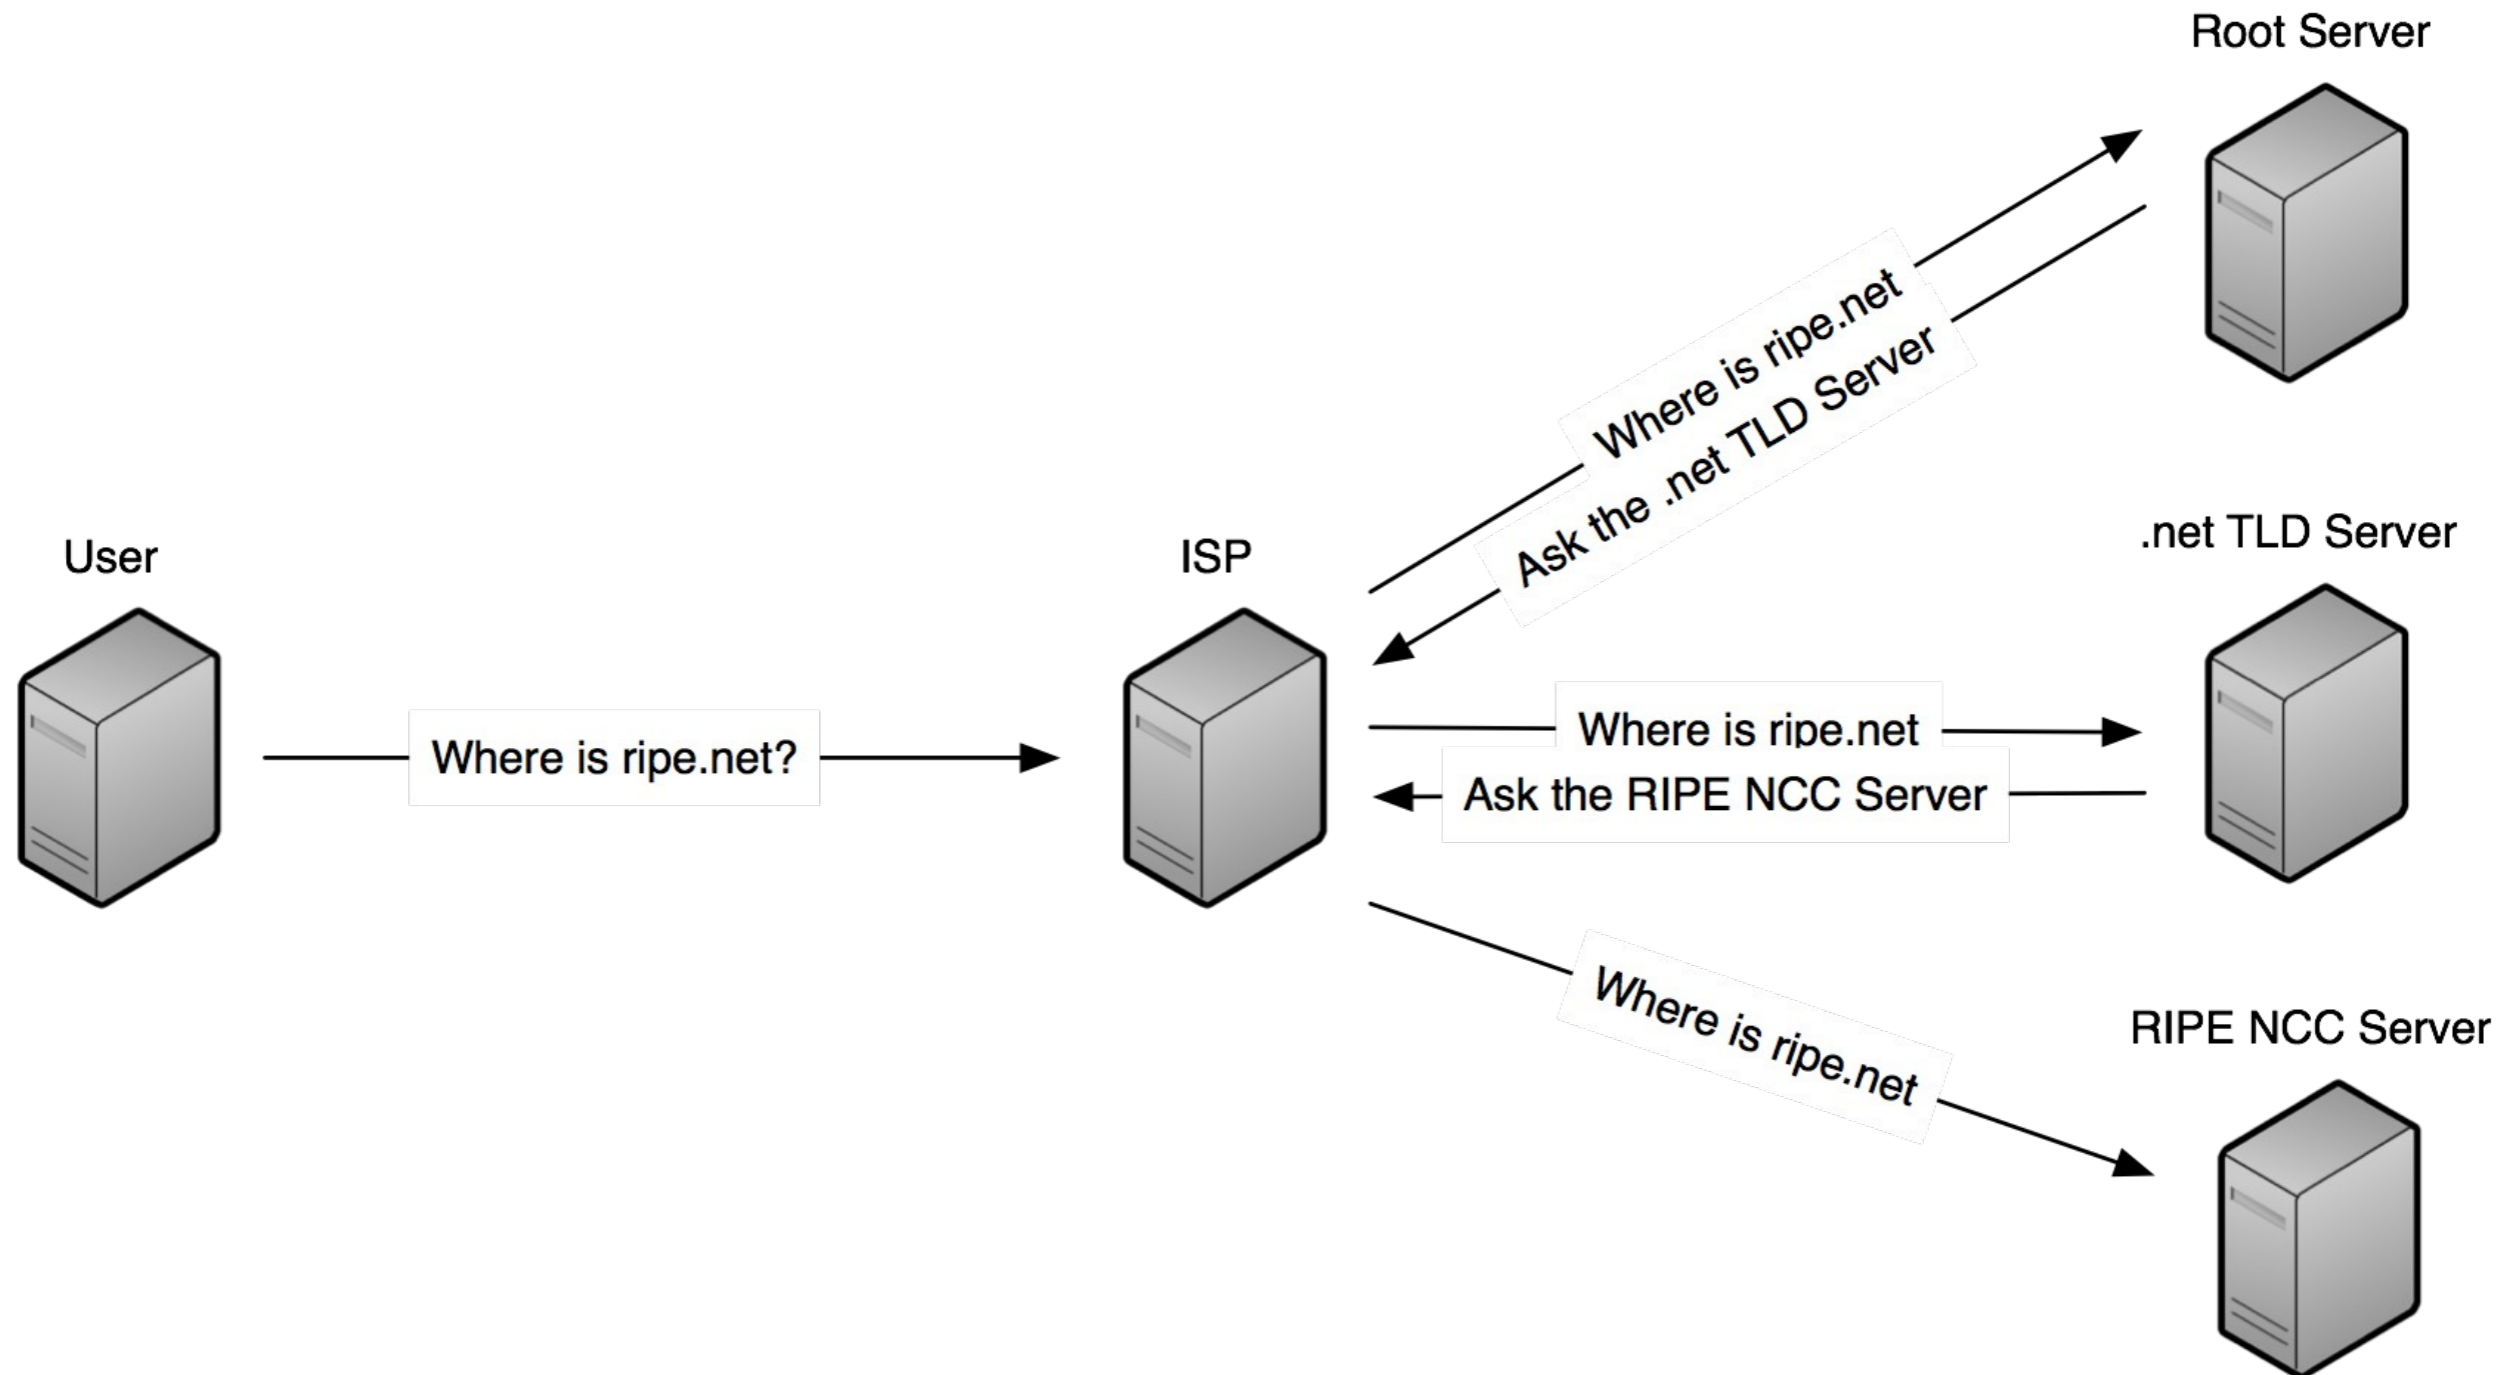 Root Server
Where is ripe.net
Ask the .net TLD Server
User
ISP
.net TLD Server
Where is ripe.net?
Where is ripe.net
Ask the RIPE NCC Server
Where is ripe.net
RIPE NCC Server